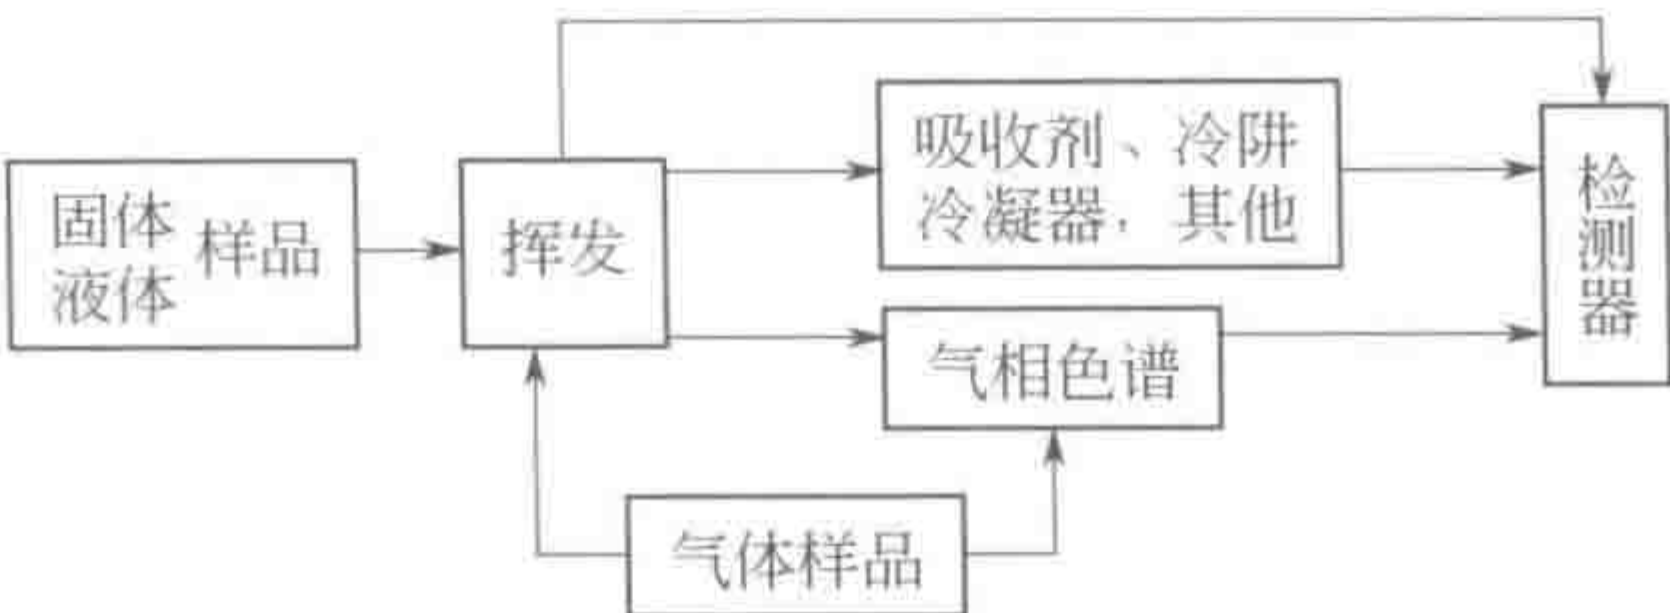 固体
液体
样品
挥发
吸收剂、冷阱
冷凝器，其他
气相色谱
检测器
气体样品